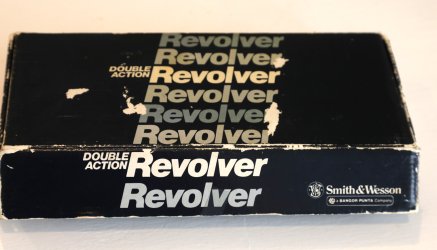 Revolver
Revolver
DOUBLE ACTION Revolver
Revolver
Revolver
Revolver
DOUBLE ACTION Revolver
Revolver
Smith&Wesson
A BANGOR PUNTA Company